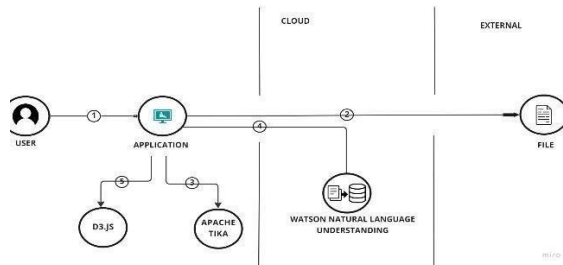 CLOUD
EXTERNAL
1
2
4
USER
APPLICATION
FILE
5
3
D3.JS
APACHE
TIKA
WATSON NATURAL LANGUAGE
UNDERSTANDING
miro